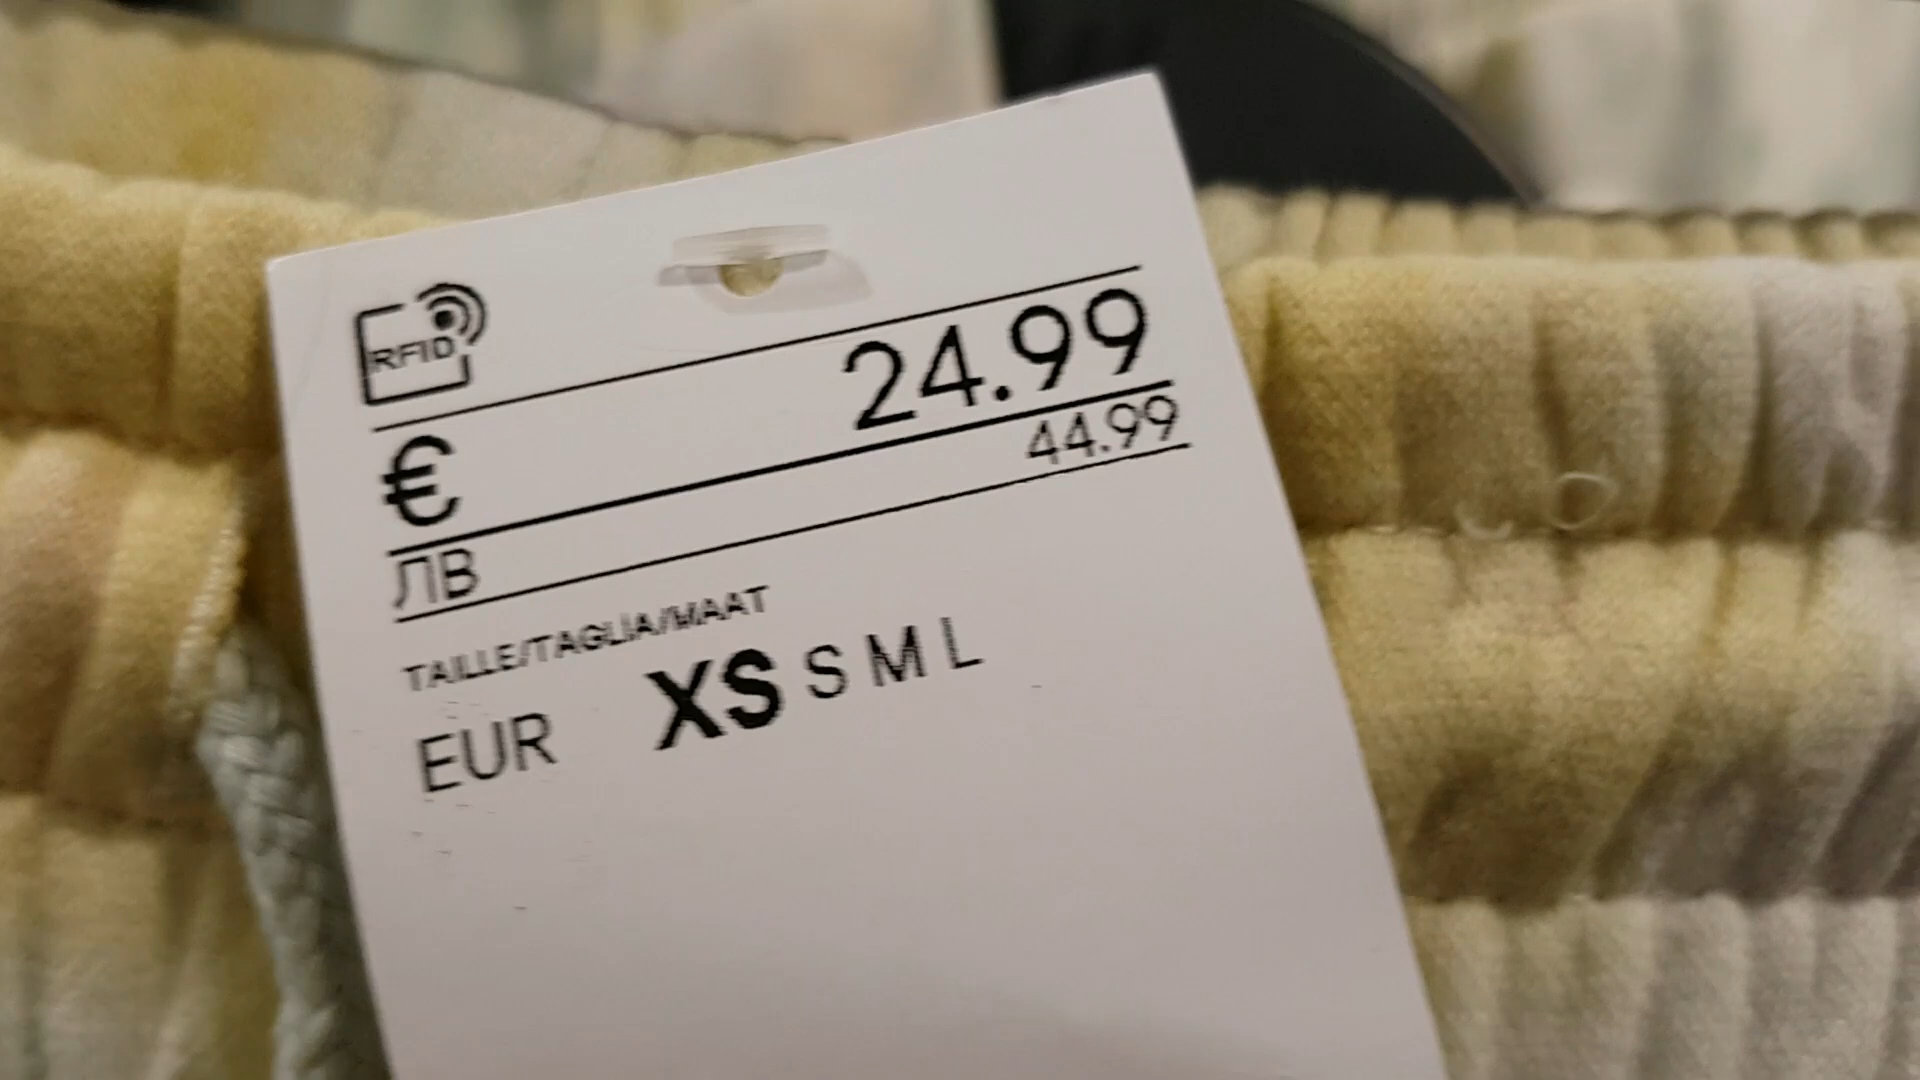 RFID
€ 24.99
ЛВ 44.99
TAILLE/TAGLIA/MAAT
EUR XS S M L